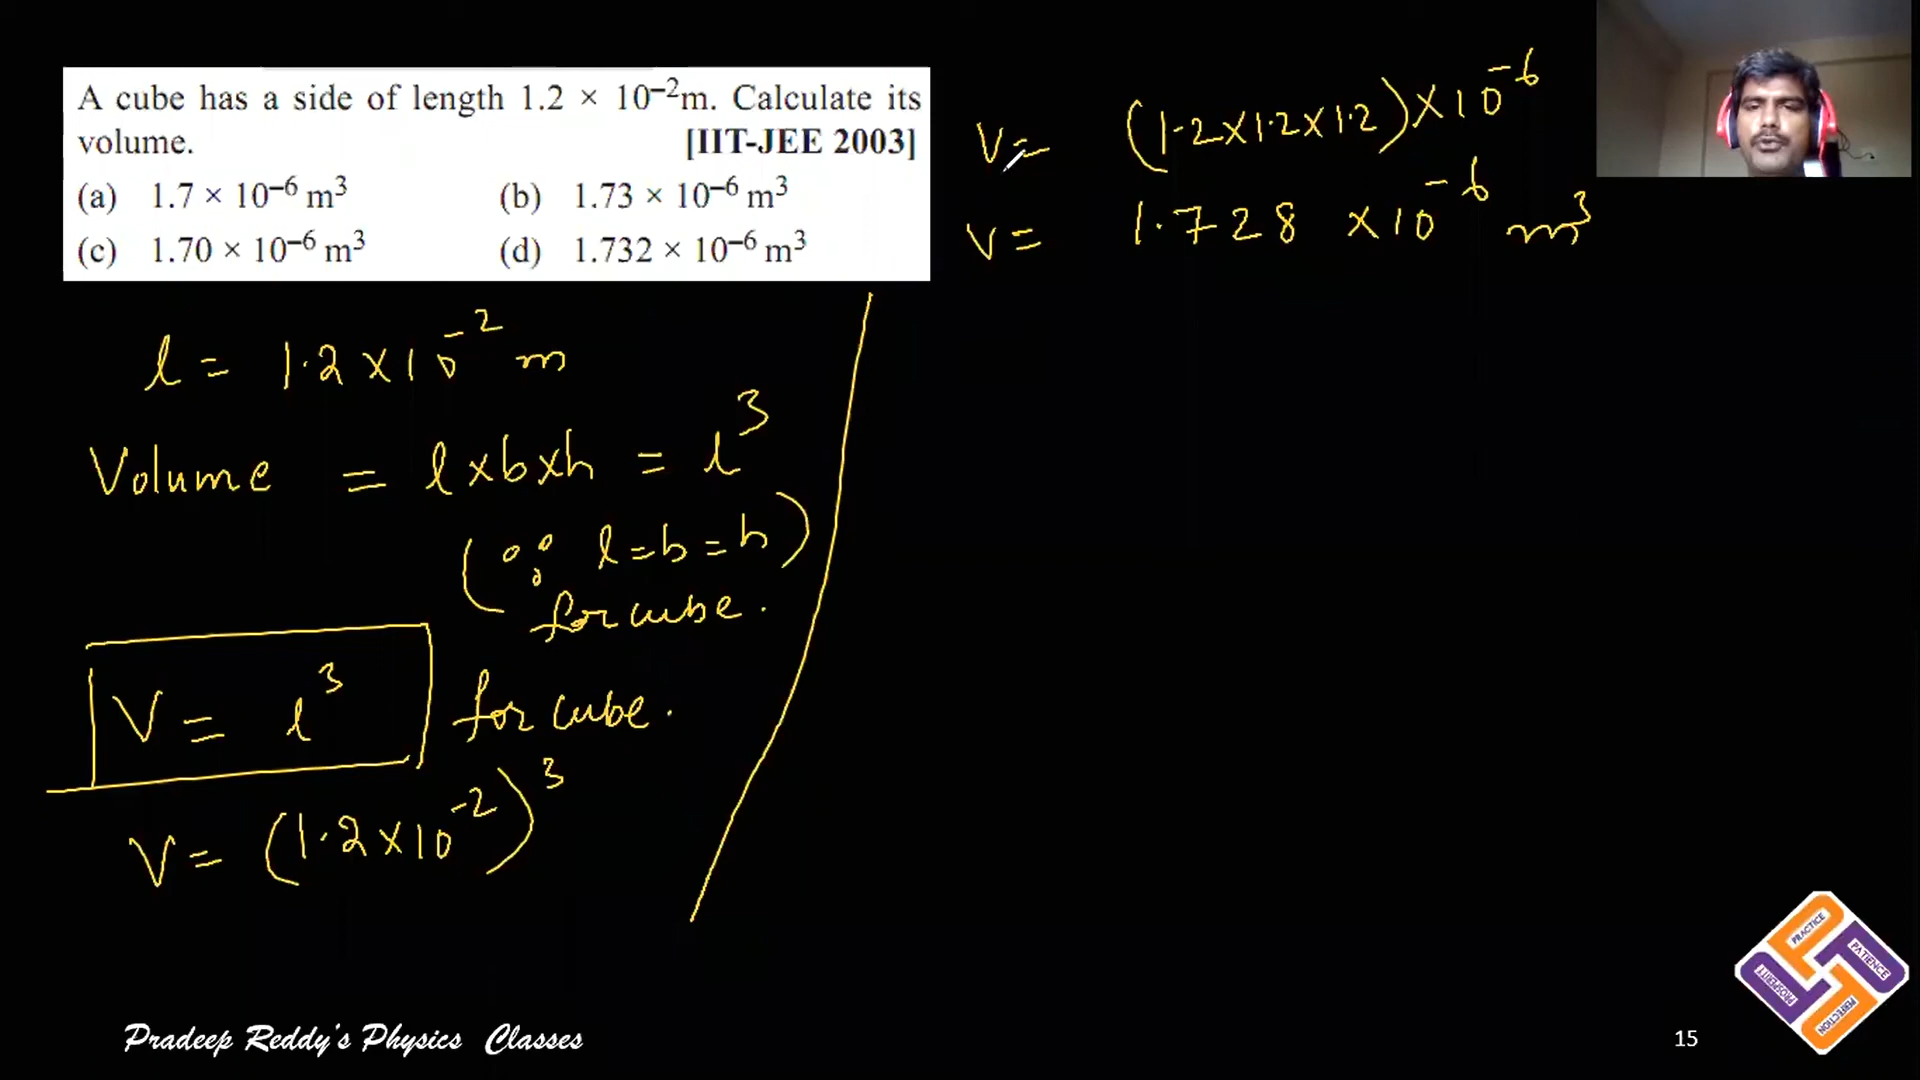 A cube has a side of length 1.2 × 10⁻²m. Calculate its
volume. [IIT-JEE 2003]
(a) 1.7 × 10⁻⁶ m³ (b) 1.73 × 10⁻⁶ m³
(c) 1.70 × 10⁻⁶ m³ (d) 1.732 × 10⁻⁶ m³
l = 1.2 × 10⁻² m
Volume = l×b×h = l³
(∵ l=b=h)
for cube.
V = l³ for cube.
V = (1.2×10⁻²)³
V = (1.2×1.2×1.2)×10⁻⁶
V = 1.728 ×10⁻⁶ m³
PRACTICE
PATIENCE
PROSPERITY
PERFECTION
Pradeep Reddy's Physics Classes
15